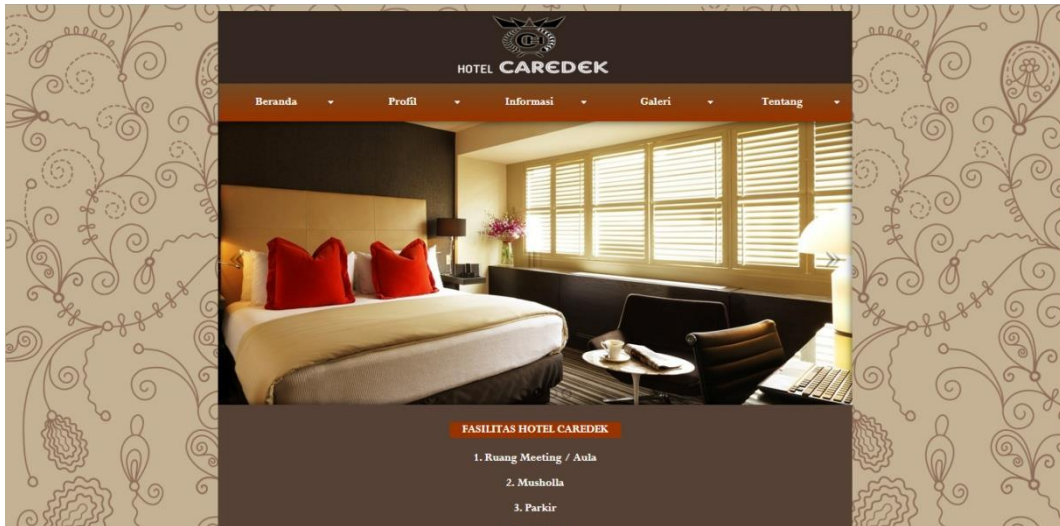 HOTEL CAREDEK
Beranda
Profil
Informasi
Galeri
Tentang
FASILITAS HOTEL CAREDEK
1. Ruang Meeting / Aula
2. Musholla
3. Parkir